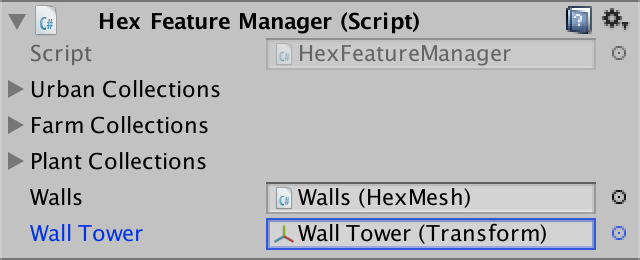 Hex Feature Manager (Script)
Script HexFeatureManager
Urban Collections
Farm Collections
Plant Collections
Walls Walls (HexMesh)
Wall Tower Wall Tower (Transform)